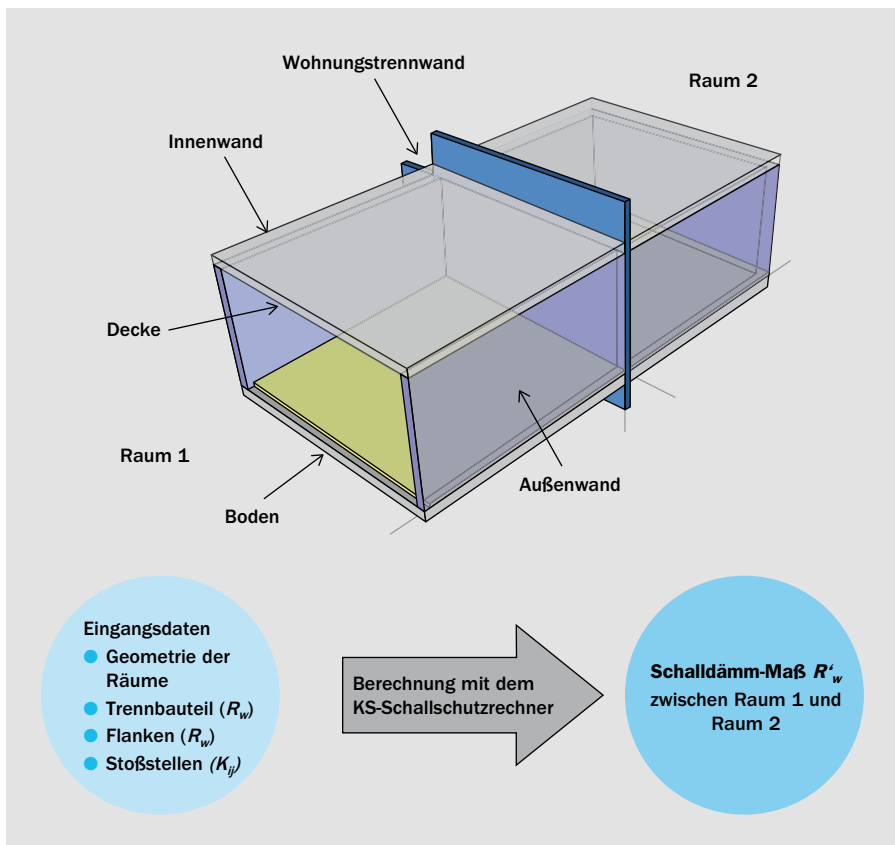 Wohnungstrennwand
Raum 2
Innenwand
Decke
Raum 1
Außenwand
Boden
Eingangsdaten
● Geometrie der
Räume
● Trennbauteil (Rw)
● Flanken (Rw)
● Stoßstellen (Kij)
Berechnung mit dem
KS-Schallschutzrechner
Schalldämm-Maß R‘w
zwischen Raum 1 und
Raum 2